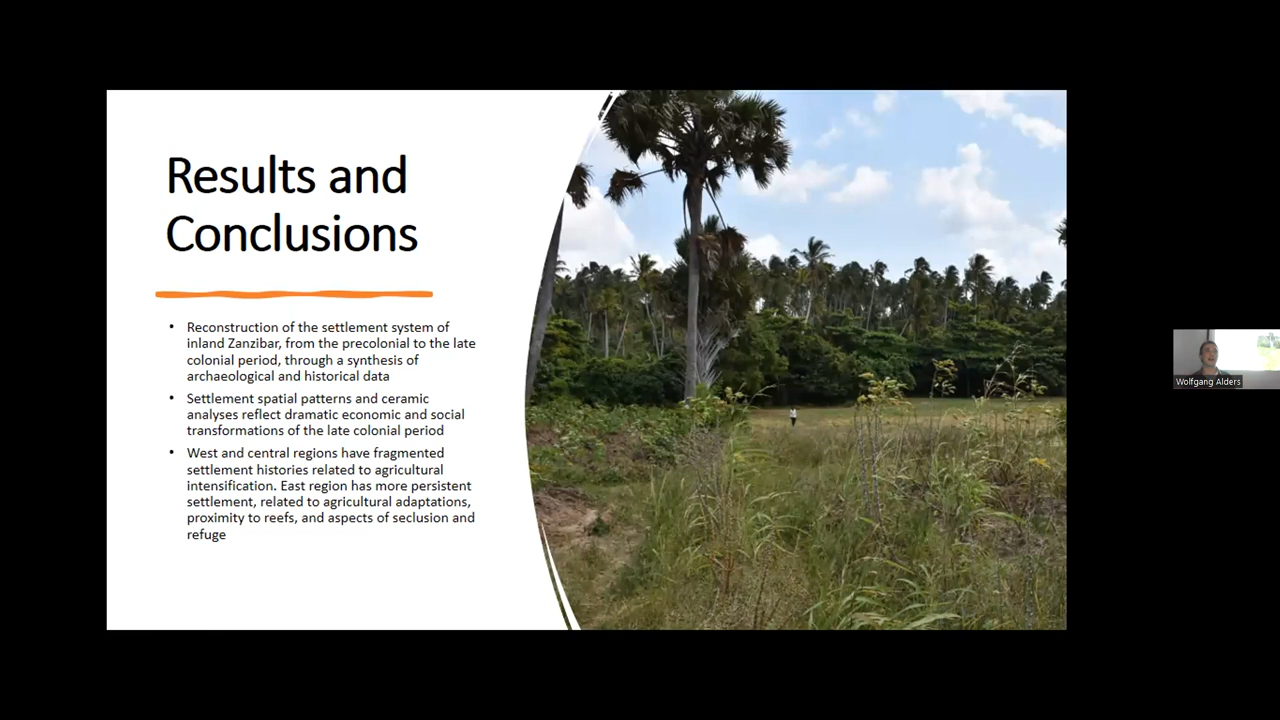 Results and
Conclusions
• Reconstruction of the settlement system of
inland Zanzibar, from the precolonial to the late
colonial period, through a synthesis of
archaeological and historical data
• Settlement spatial patterns and ceramic
analyses reflect dramatic economic and social
transformations of the late colonial period
• West and central regions have fragmented
settlement histories related to agricultural
intensification. East region has more persistent
settlement, related to agricultural adaptations,
proximity to reefs, and aspects of seclusion and
refuge
Wolfgang Alders